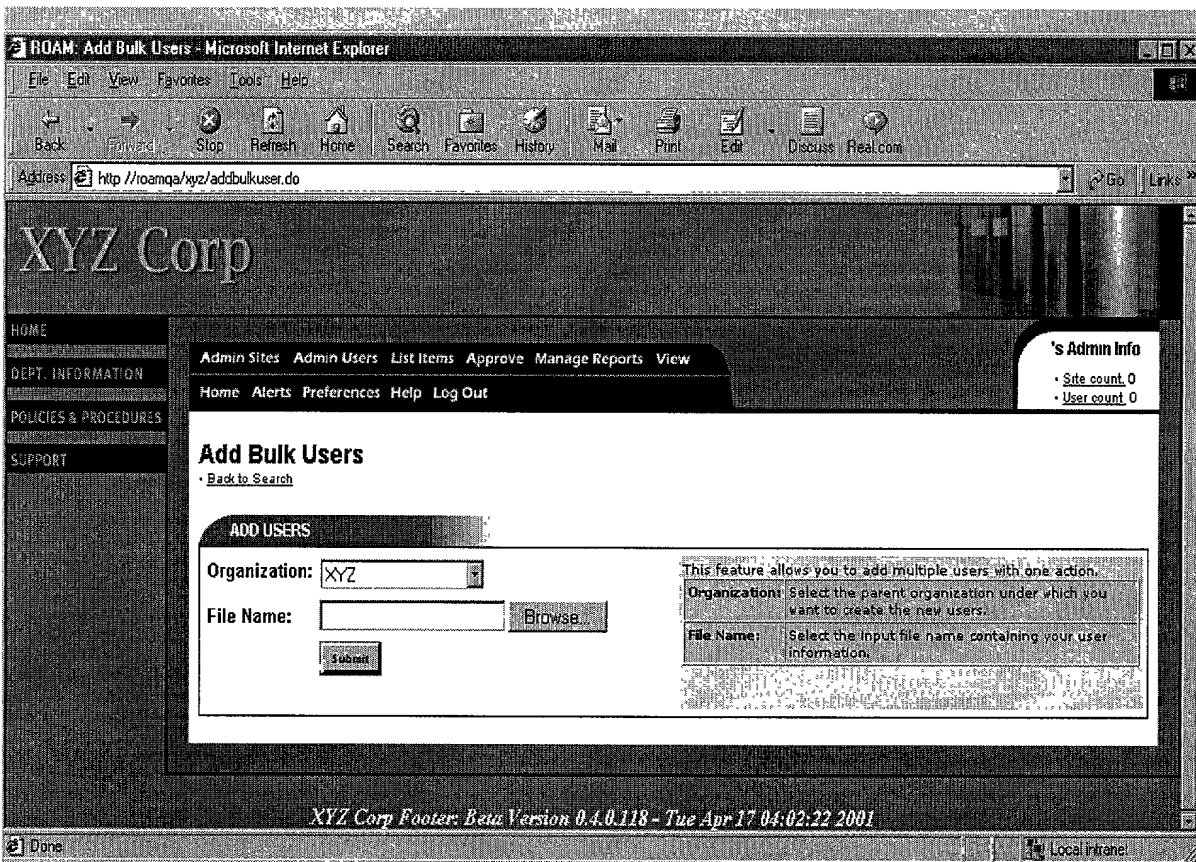 ROAM: Add Bulk Users - Microsoft Internet Explorer
File Edit View Favorites Tools Help
Back Forward Stop Refresh Home Search Favorites History Mail Print Edit Discuss Real.com
Address http //roamqa/xyz/addbulkuser.do Go Links »
XYZ Corp
HOME
DEPT. INFORMATION
POLICIES & PROCEDURES
SUPPORT
Admin Sites Admin Users List Items Approve Manage Reports View
Home Alerts Preferences Help Log Out
's Admin Info
· Site count. 0
· User count 0
Add Bulk Users
· Back to Search
ADD USERS
Organization: XYZ
File Name: Browse...
Submit
This feature allows you to add multiple users with one action.
Organization: Select the parent organization under which you
want to create the new users.
File Name: Select the input file name containing your user
information.
XYZ Corp Footer: Beta Version 0.4.0.118 - Tue Apr 17 04:02:22 2001
Done Local intranet